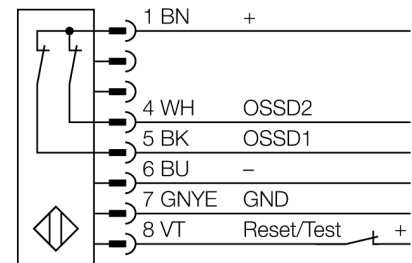 1 BN +
4 WH OSSD2
5 BK OSSD1
6 BU –
7 GNYE GND
8 VT Reset/Test +